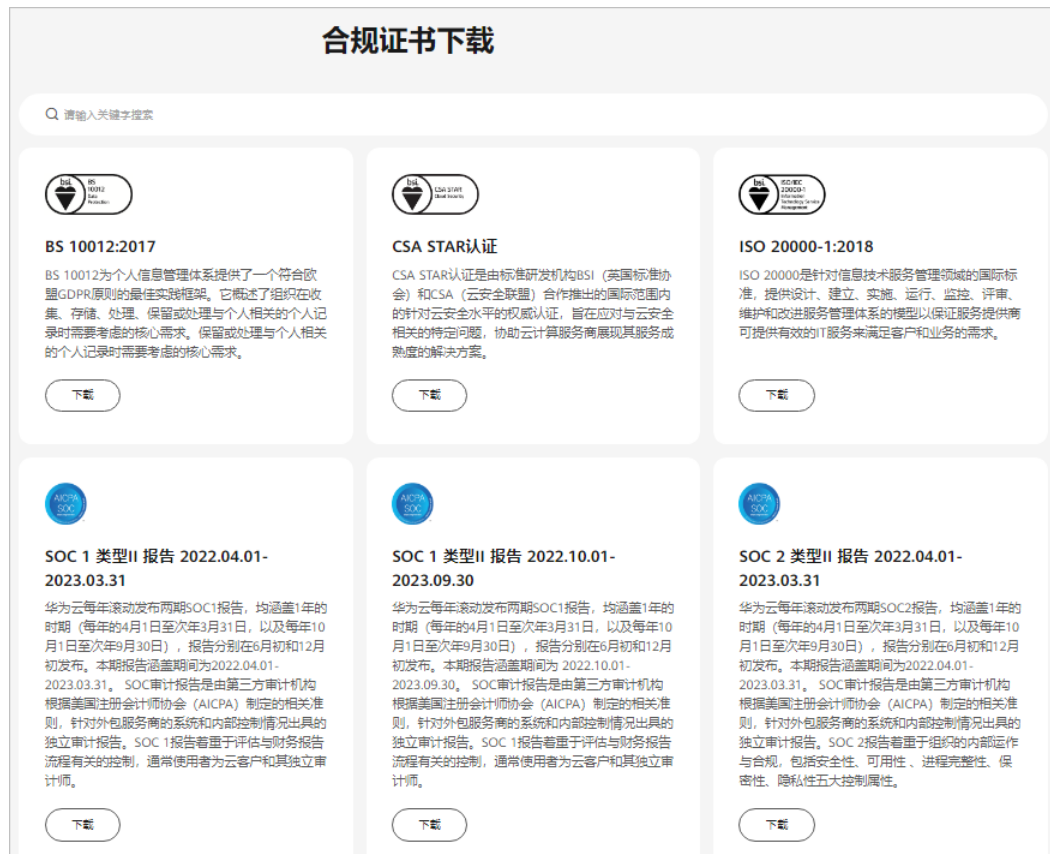 合规证书下载
请输入关键字搜索
bsi.
BS
10012
Data
Protection
BS 10012:2017
BS 10012为个人信息管理体系提供了一个符合欧
盟GDPR原则的最佳实践框架。它概述了组织在收
集、存储、处理、保留或处理与个人相关的个人记
录时需要考虑的核心需求。保留或处理与个人相关
的个人记录时需要考虑的核心需求。
下载
bsi.
CSA STAR
Cloud Security
CSA STAR认证
CSA STAR认证是由标准研发机构BSI（英国标准协
会）和CSA（云安全联盟）合作推出的国际范围内
的针对云安全水平的权威认证，旨在应对与云安全
相关的特定问题，协助云计算服务商展现其服务成
熟度的解决方案。
下载
bsi.
ISO/IEC
20000-1
Information
Technology Service
Management
ISO 20000-1:2018
ISO 20000是针对信息技术服务管理领域的国际标
准，提供设计、建立、实施、运行、监控、评审、
维护和改进服务管理体系的模型以保证服务提供商
可提供有效的IT服务来满足客户和业务的需求。
下载
AICPA
SOC
SOC 1 类型II 报告 2022.04.01-
2023.03.31
华为云每年滚动发布两期SOC1报告，均涵盖1年的
时期（每年的4月1日至次年3月31日，以及每年10
月1日至次年9月30日），报告分别在6月初和12月
初发布。本期报告涵盖期间为2022.04.01-
2023.03.31。 SOC审计报告是由第三方审计机构
根据美国注册会计师协会（AICPA）制定的相关准
则，针对外包服务商的系统和内部控制情况出具的
独立审计报告。SOC 1报告着重于评估与财务报告
流程有关的控制，通常使用者为云客户和其独立审
计师。
下载
AICPA
SOC
SOC 1 类型II 报告 2022.10.01-
2023.09.30
华为云每年滚动发布两期SOC1报告，均涵盖1年的
时期（每年的4月1日至次年3月31日，以及每年10
月1日至次年9月30日），报告分别在6月初和12月
初发布。本期报告涵盖期间为 2022.10.01-
2023.09.30。 SOC审计报告是由第三方审计机构
根据美国注册会计师协会（AICPA）制定的相关准
则，针对外包服务商的系统和内部控制情况出具的
独立审计报告。SOC 1报告着重于评估与财务报告
流程有关的控制，通常使用者为云客户和其独立审
计师。
下载
AICPA
SOC
SOC 2 类型II 报告 2022.04.01-
2023.03.31
华为云每年滚动发布两期SOC2报告，均涵盖1年的
时期（每年的4月1日至次年3月31日，以及每年10
月1日至次年9月30日），报告分别在6月初和12月
初发布。本期报告涵盖期间为2022.04.01-
2023.03.31。 SOC审计报告是由第三方审计机构
根据美国注册会计师协会（AICPA）制定的相关准
则，针对外包服务商的系统和内部控制情况出具的
独立审计报告。SOC 2报告着重于组织的内部运作
与合规，包括安全性、可用性 、进程完整性、保
密性、隐私性五大控制属性。
下载